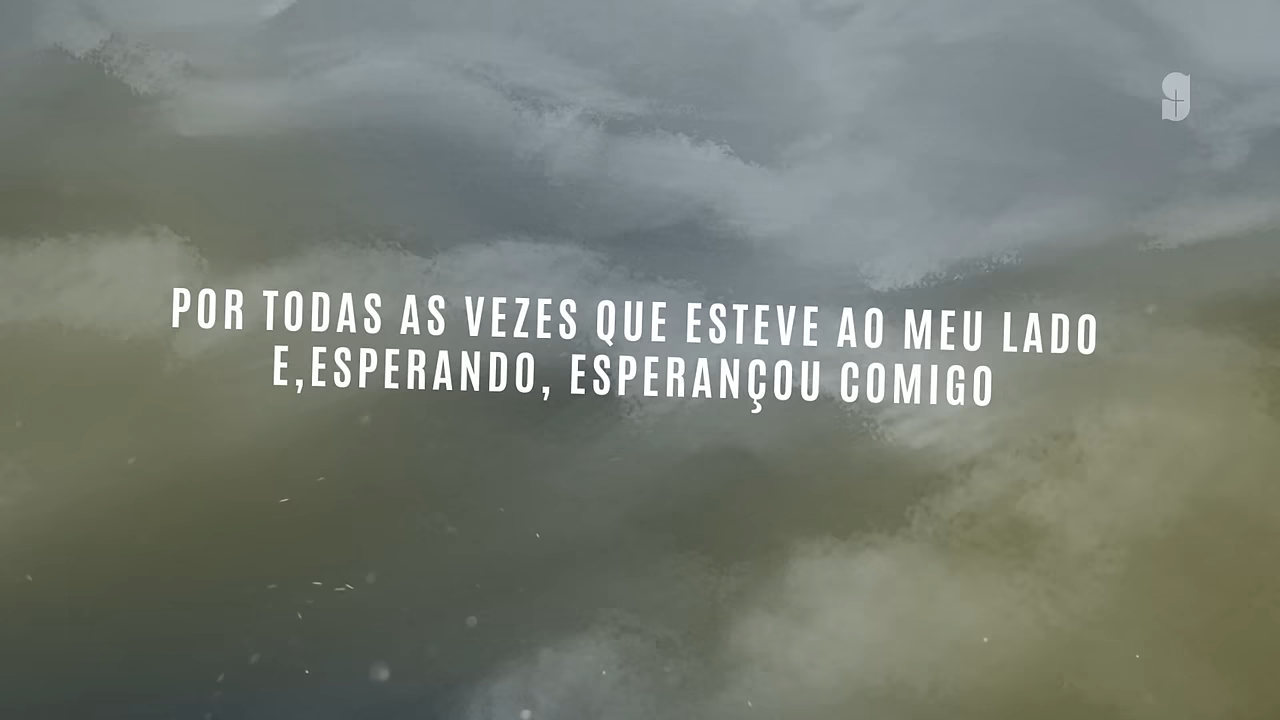 POR TODAS AS VEZES QUE ESTEVE AO MEU LADO
E,ESPERANDO, ESPERANÇOU COMIGO